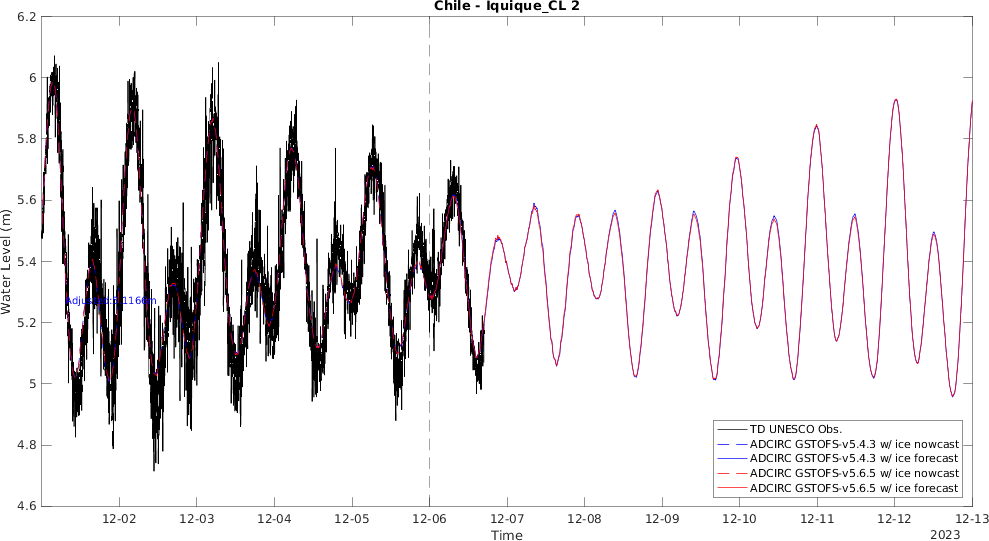 Chile - Iquique_CL 2
6.2
6
5.8
5.6
5.4
5.2
5
4.8
4.6
Water Level (m)
TD UNESCO Obs.
ADCIRC GSTOFS-v5.4.3 w/ ice nowcast
ADCIRC GSTOFS-v5.4.3 w/ ice forecast
ADCIRC GSTOFS-v5.6.5 w/ ice nowcast
ADCIRC GSTOFS-v5.6.5 w/ ice forecast
12-02 12-03 12-04 12-05 12-06 12-07 12-08 12-09 12-10 12-11 12-12 12-13
Time
2023